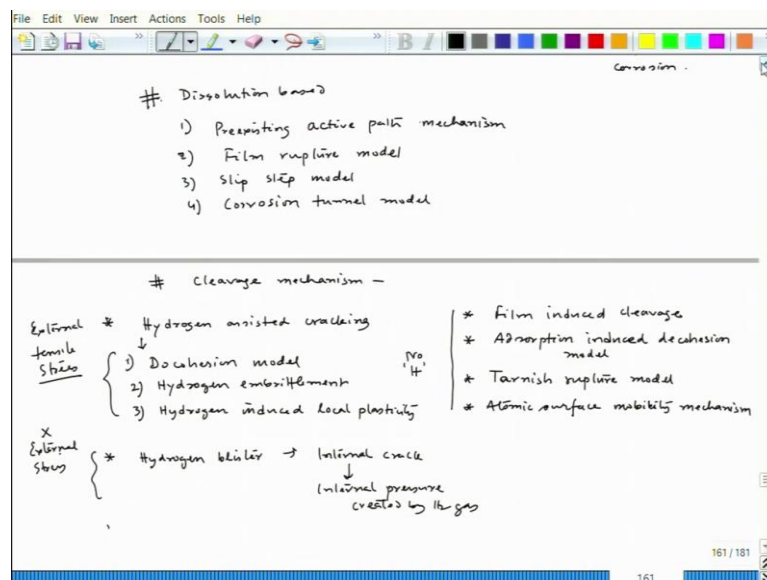 File Edit View Insert Actions Tools Help
B I
Corrosion.
#. Dissolution based
1) Preexisting active path mechanism
2) Film rupture model
3) Slip step model
4) Corrosion tunnel model
# Cleavage mechanism -
External tensile stress
* Hydrogen assisted cracking
↓
1) Decohesion model
2) Hydrogen embrittlement
3) Hydrogen induced local plasticity
No 'H'
* Film induced cleavage
* Adsorption induced decohesion model
* Tarnish rupture model
* Atomic surface mobility mechanism
X External Stress
* Hydrogen blister → Internal crack
↓
Internal pressure
created by H2 gas
161 / 181
161